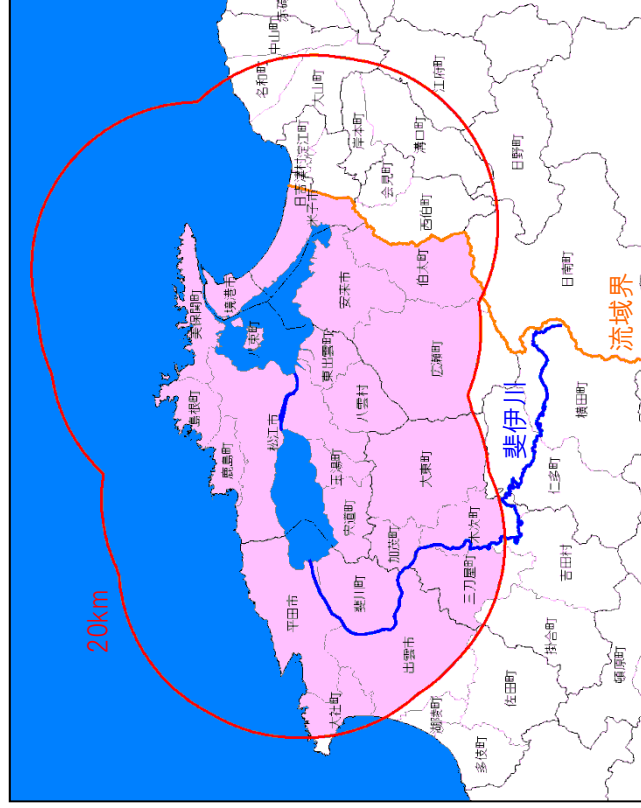 赤碕
中山町
名和町
大山町
淀江町
日吉津村
米子市
岸本町
会見町
溝口町
江府町
西伯町
日野町
日南町
伯太町
安来市
境港市
美保関町
八束町
島根町
鹿島町
松江市
東出雲町
八雲村
広瀬町
玉湯町
宍道町
大東町
加茂町
木次町
三刀屋町
斐川町
平田市
出雲市
大社町
湖陵町
多伎町
佐田町
掛合町
頓原町
吉田村
仁多町
横田町
斐伊川
流域界
20km